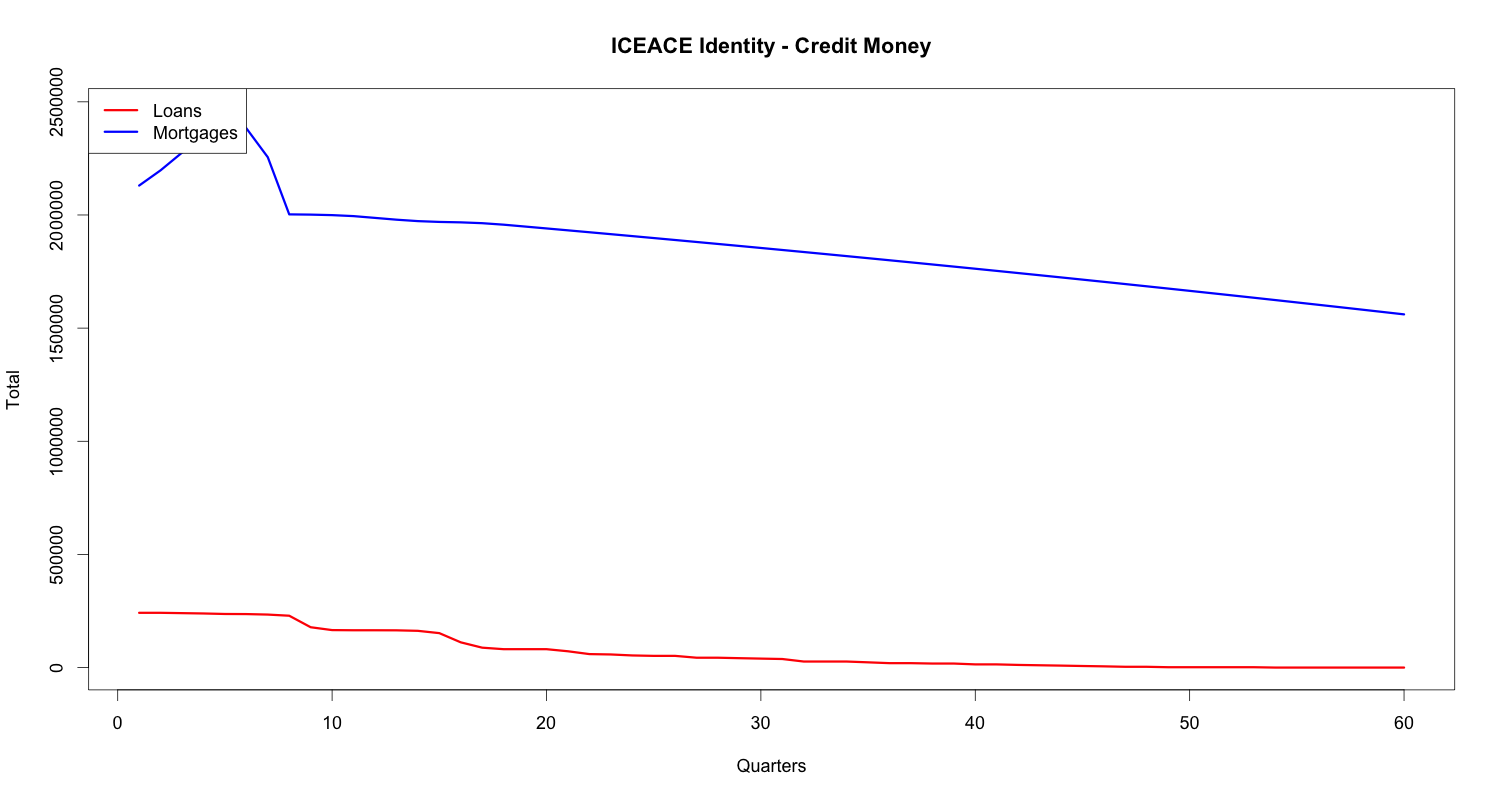 ICEACE Identity - Credit Money
Loans
Mortgages
2500000
2000000
1500000
1000000
500000
0
Total
0 10 20 30 40 50 60
Quarters